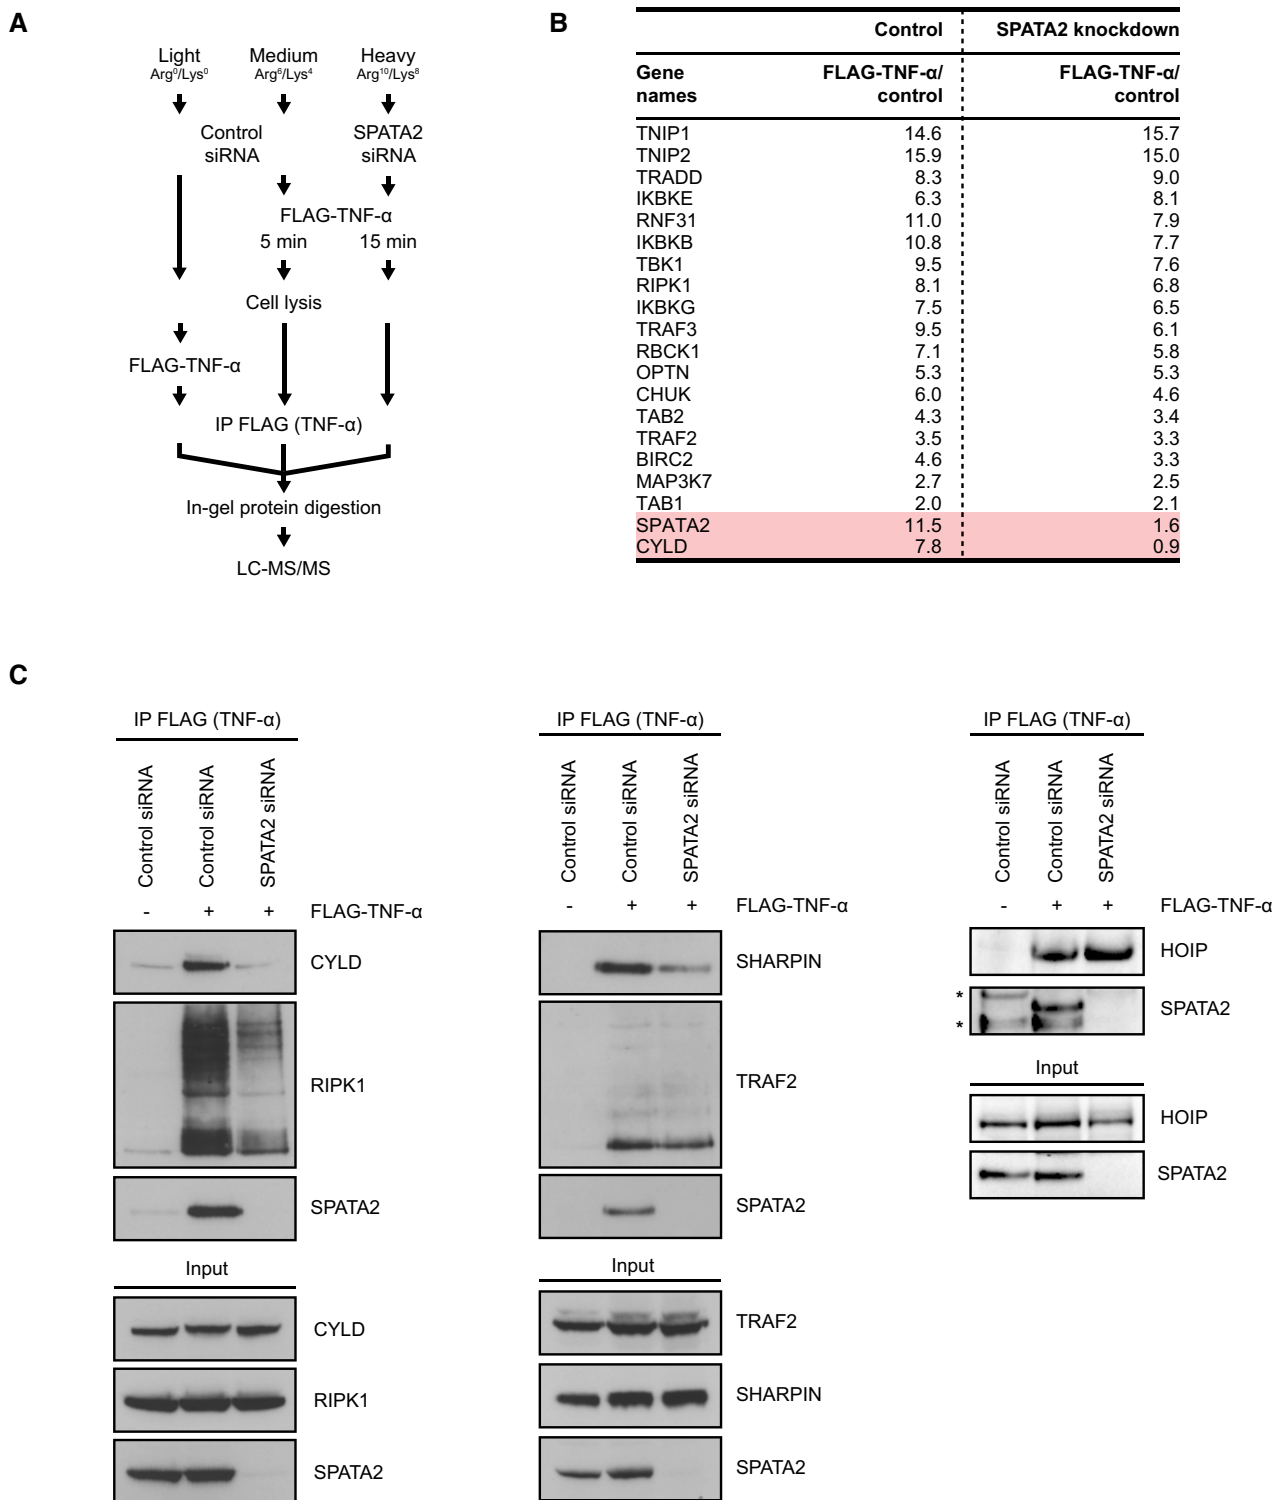 A
Light Medium Heavy
Arg⁰/Lys⁰ Arg⁶/Lys⁴ Arg¹⁰/Lys⁸
Control SPATA2
siRNA siRNA
FLAG-TNF-α
5 min 15 min
Cell lysis
FLAG-TNF-α
IP FLAG (TNF-α)
In-gel protein digestion
LC-MS/MS
B
Control SPATA2 knockdown
Gene FLAG-TNF-α/ FLAG-TNF-α/
names control control
TNIP1 14.6 15.7
TNIP2 15.9 15.0
TRADD 8.3 9.0
IKBKE 6.3 8.1
RNF31 11.0 7.9
IKBKB 10.8 7.7
TBK1 9.5 7.6
RIPK1 8.1 6.8
IKBKG 7.5 6.5
TRAF3 9.5 6.1
RBCK1 7.1 5.8
OPTN 5.3 5.3
CHUK 6.0 4.6
TAB2 4.3 3.4
TRAF2 3.5 3.3
BIRC2 4.6 3.3
MAP3K7 2.7 2.5
TAB1 2.0 2.1
SPATA2 11.5 1.6
CYLD 7.8 0.9
C
IP FLAG (TNF-α)
Control siRNA
Control siRNA
SPATA2 siRNA
- + + FLAG-TNF-α
CYLD
RIPK1
SPATA2
Input
CYLD
RIPK1
SPATA2
IP FLAG (TNF-α)
Control siRNA
Control siRNA
SPATA2 siRNA
- + + FLAG-TNF-α
SHARPIN
TRAF2
SPATA2
Input
TRAF2
SHARPIN
SPATA2
IP FLAG (TNF-α)
Control siRNA
Control siRNA
SPATA2 siRNA
- + + FLAG-TNF-α
HOIP
*
SPATA2
*
Input
HOIP
SPATA2